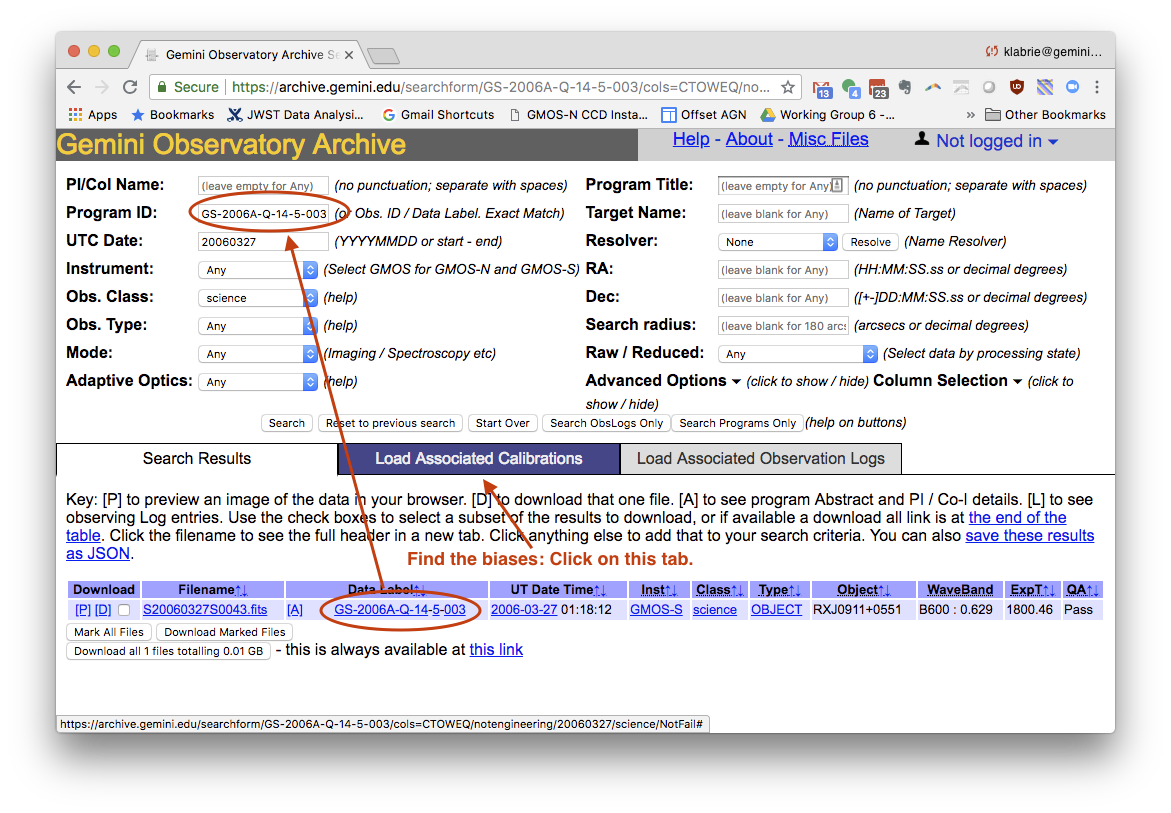 Gemini Observatory Archive Se
klabrie@gemini...
Secure https://archive.gemini.edu/searchform/GS-2006A-Q-14-5-003/cols=CTOWEQ/no...
13 4 23
Apps Bookmarks JWST Data Analysi... Gmail Shortcuts GMOS-N CCD Insta... Offset AGN Working Group 6 -... » Other Bookmarks
Gemini Observatory Archive
Help - About - Misc Files
Not logged in
PI/Col Name: (leave empty for Any) (no punctuation; separate with spaces) Program Title: (leave empty for Any) (no punctuation; separate with spaces)
Program ID: GS-2006A-Q-14-5-003 (or Obs. ID / Data Label. Exact Match) Target Name: (leave blank for Any) (Name of Target)
UTC Date: 20060327 (YYYYMMDD or start - end) Resolver: None Resolve (Name Resolver)
Instrument: Any (Select GMOS for GMOS-N and GMOS-S) RA: (leave blank for Any) (HH:MM:SS.ss or decimal degrees)
Obs. Class: science (help) Dec: (leave blank for Any) ([+-]DD:MM:SS.ss or decimal degrees)
Obs. Type: Any (help) Search radius: (leave blank for 180 arcs (arcsecs or decimal degrees)
Mode: Any (Imaging / Spectroscopy etc) Raw / Reduced: Any (Select data by processing state)
Adaptive Optics: Any (help) Advanced Options (click to show / hide) Column Selection (click to
show / hide)
Search Reset to previous search Start Over Search ObsLogs Only Search Programs Only (help on buttons)
Search Results Load Associated Calibrations Load Associated Observation Logs
Key: [P] to preview an image of the data in your browser. [D] to download that one file. [A] to see program Abstract and PI / Co-I details. [L] to see
observing Log entries. Use the check boxes to select a subset of the results to download, or if available a download all link is at the end of the
table. Click the filename to see the full header in a new tab. Click anything else to add that to your search criteria. You can also save these results
as JSON.
Find the biases: Click on this tab.
Download Filename↑↓ Data Label↑↓ UT Date Time↑↓ Inst↑↓ Class↑↓ Type↑↓ Object↑↓ WaveBand ExpT↑↓ QA↑↓
[P] [D] S20060327S0043.fits [A] GS-2006A-Q-14-5-003 2006-03-27 01:18:12 GMOS-S science OBJECT RXJ0911+0551 B600 : 0.629 1800.46 Pass
Mark All Files Download Marked Files
Download all 1 files totalling 0.01 GB - this is always available at this link
https://archive.gemini.edu/searchform/GS-2006A-Q-14-5-003/cols=CTOWEQ/notengineering/20060327/science/NotFail#